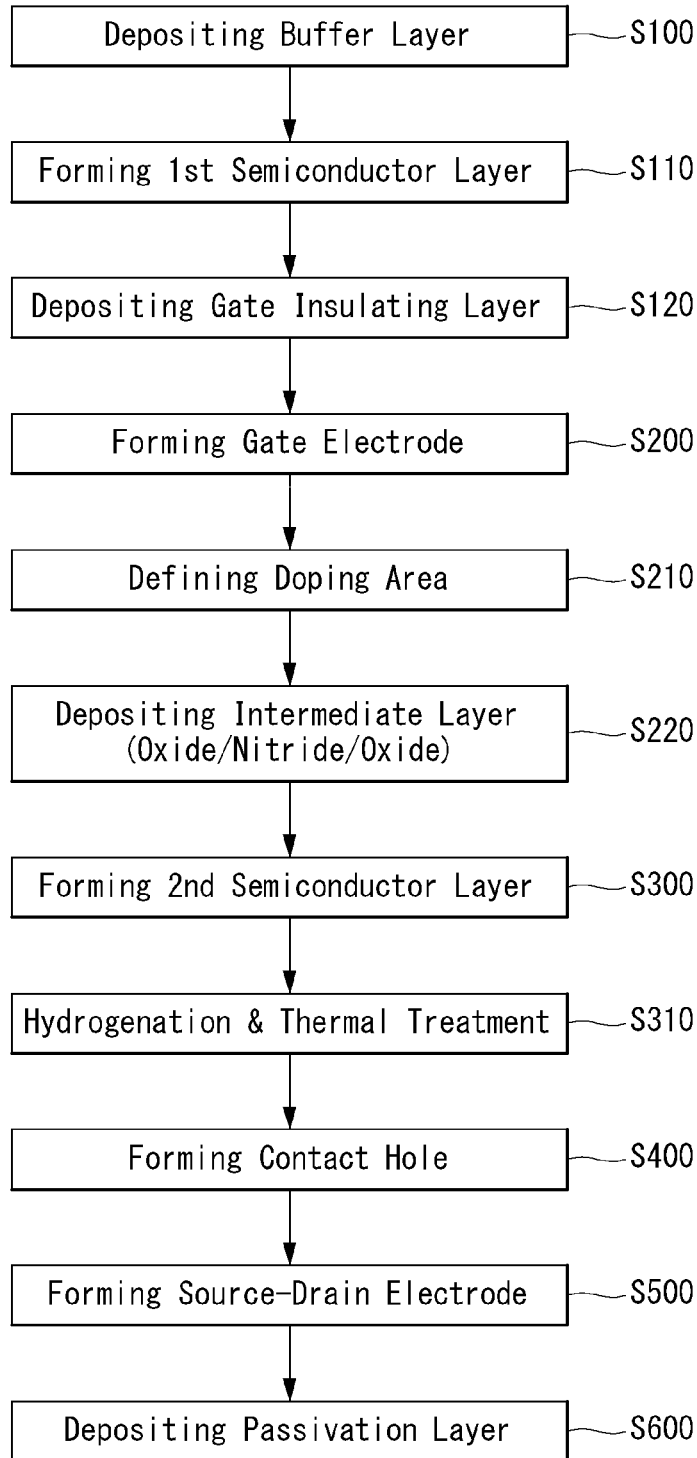 Depositing Buffer Layer S100
Forming 1st Semiconductor Layer S110
Depositing Gate Insulating Layer S120
Forming Gate Electrode S200
Defining Doping Area S210
Depositing Intermediate Layer
(Oxide/Nitride/Oxide) S220
Forming 2nd Semiconductor Layer S300
Hydrogenation & Thermal Treatment S310
Forming Contact Hole S400
Forming Source-Drain Electrode S500
Depositing Passivation Layer S600